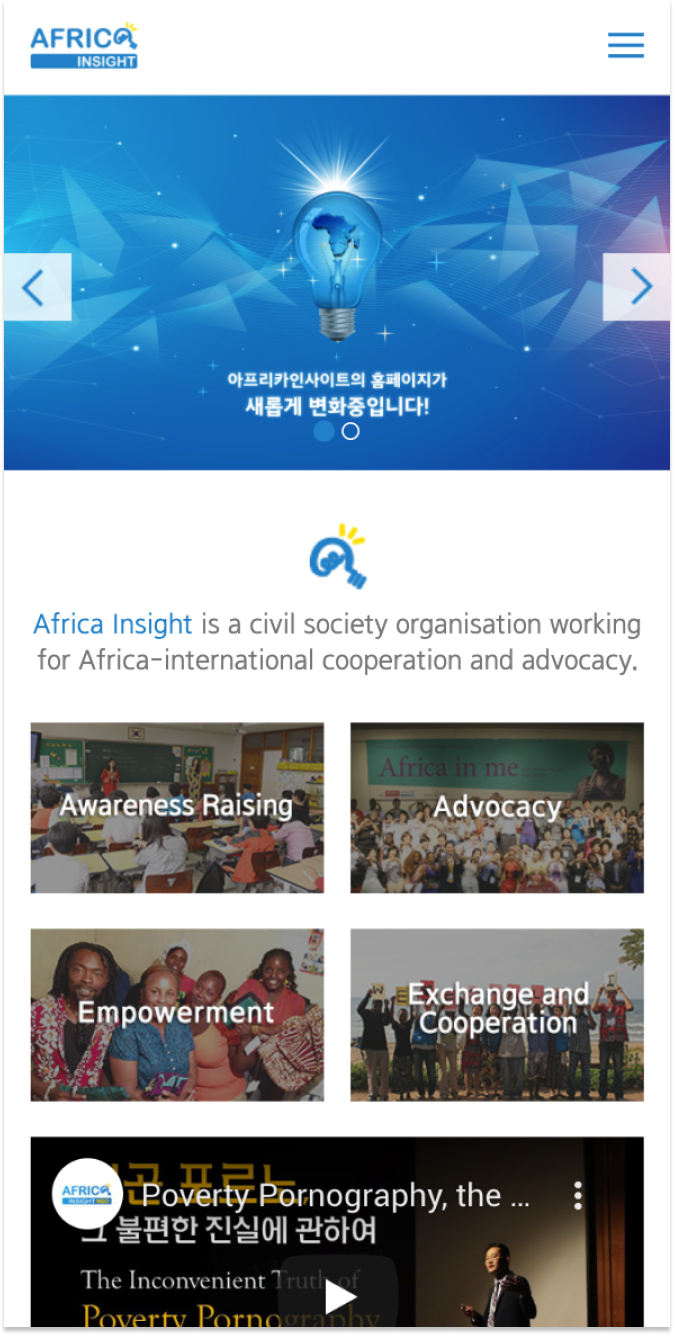 AFRICA
INSIGHT
아프리카인사이트의 홈페이지가
새롭게 변화중입니다!
Africa Insight is a civil society organisation working
for Africa-international cooperation and advocacy.
Awareness Raising
Africa in me
Advocacy
Empowerment
Exchange and
Cooperation
AFRICA
INSIGHT NGO
Poverty Pornography, the ...
포르노,
그 불편한 진실에 관하여
The Inconvenient Truth of
Poverty Pornography